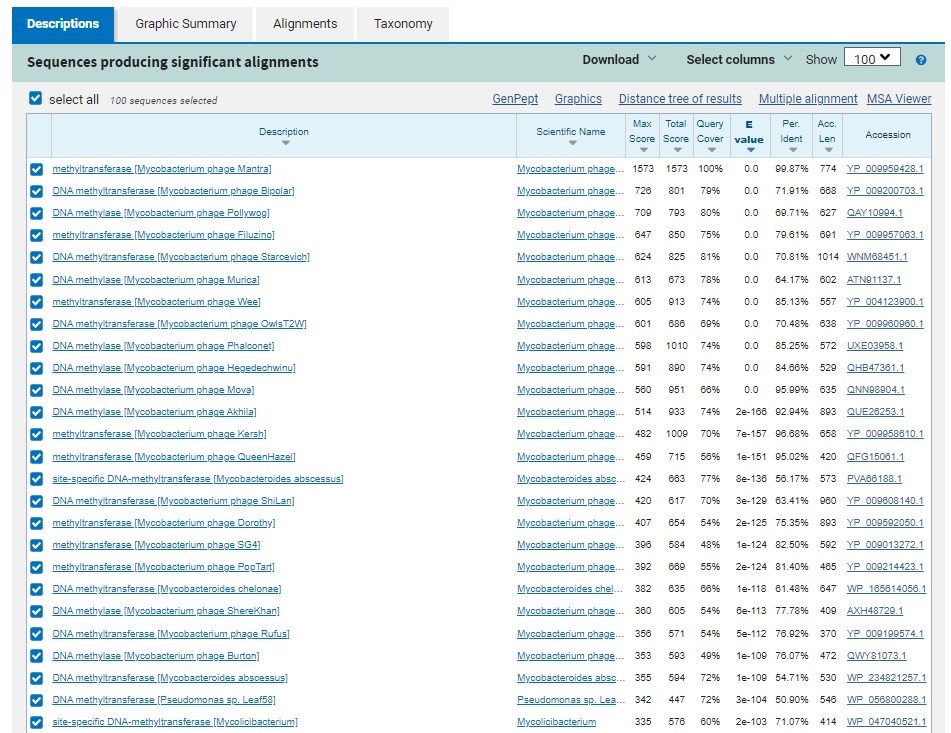 Descriptions Graphic Summary Alignments Taxonomy
Sequences producing significant alignments Download Select columns Show 100 ?
select all 100 sequences selected GenPept Graphics Distance tree of results Multiple alignment MSA Viewer
Description Scientific Name Max Score Total Score Query Cover E value Per. Ident Acc. Len Accession
methyltransferase [Mycobacterium phage Mantra] Mycobacterium phage... 1573 1573 100% 0.0 99.87% 774 YP_009959428.1
DNA methyltransferase [Mycobacterium phage Bipolar] Mycobacterium phage... 726 801 79% 0.0 71.91% 668 YP_009200703.1
DNA methylase [Mycobacterium phage Pollywog] Mycobacterium phage... 709 793 80% 0.0 69.71% 627 QAY10994.1
methyltransferase [Mycobacterium phage Filuzino] Mycobacterium phage... 647 850 75% 0.0 79.61% 691 YP_009957063.1
DNA methyltransferase [Mycobacterium phage Starcevich] Mycobacterium phage... 624 825 81% 0.0 70.81% 1014 WNM68451.1
DNA methylase [Mycobacterium phage Murica] Mycobacterium phage... 613 673 78% 0.0 64.17% 602 ATN91137.1
methyltransferase [Mycobacterium phage Wee] Mycobacterium phage... 605 913 74% 0.0 85.13% 557 YP_004123900.1
DNA methyltransferase [Mycobacterium phage OwlsT2W] Mycobacterium phage... 601 686 69% 0.0 70.48% 638 YP_009960960.1
DNA methylase [Mycobacterium phage Phalconet] Mycobacterium phage... 598 1010 74% 0.0 85.25% 572 UXE03958.1
DNA methylase [Mycobacterium phage Hegedechwinu] Mycobacterium phage... 591 890 74% 0.0 84.66% 529 QHB47361.1
DNA methylase [Mycobacterium phage Mova] Mycobacterium phage... 560 951 66% 0.0 95.99% 635 QNN98904.1
DNA methylase [Mycobacterium phage Akhila] Mycobacterium phage... 514 933 74% 2e-166 92.94% 893 QUE26253.1
methyltransferase [Mycobacterium phage Kersh] Mycobacterium phage... 482 1009 70% 7e-157 96.68% 658 YP_009958610.1
methyltransferase [Mycobacterium phage QueenHazel] Mycobacterium phage... 459 715 56% 1e-151 95.02% 420 QFG15061.1
site-specific DNA-methyltransferase [Mycobacteroides abscessus] Mycobacteroides absc... 424 663 77% 8e-136 56.17% 573 PVA66188.1
DNA methyltransferase [Mycobacterium phage ShiLan] Mycobacterium phage... 420 617 70% 3e-129 63.41% 960 YP_009608140.1
methyltransferase [Mycobacterium phage Dorothy] Mycobacterium phage... 407 654 54% 2e-125 75.35% 893 YP_009592050.1
methyltransferase [Mycobacterium phage SG4] Mycobacterium phage... 396 584 48% 1e-124 82.50% 592 YP_009013272.1
methyltransferase [Mycobacterium phage PopTart] Mycobacterium phage... 392 669 55% 2e-124 81.40% 465 YP_009214423.1
DNA methyltransferase [Mycobacteroides chelonae] Mycobacteroides chel... 382 635 66% 1e-118 61.48% 647 WP_165614056.1
DNA methylase [Mycobacterium phage ShereKhan] Mycobacterium phage... 360 605 54% 6e-113 77.78% 409 AXH48729.1
DNA methyltransferase [Mycobacterium phage Rufus] Mycobacterium phage... 356 571 54% 5e-112 76.92% 370 YP_009199574.1
DNA methylase [Mycobacterium phage Burton] Mycobacterium phage... 353 593 49% 1e-109 76.07% 472 QWY81073.1
DNA methyltransferase [Mycobacteroides abscessus] Mycobacteroides absc... 355 594 72% 1e-109 54.71% 530 WP_234821257.1
DNA methyltransferase [Pseudomonas sp. Leaf58] Pseudomonas sp. Lea... 342 447 72% 3e-104 50.90% 546 WP_056800288.1
site-specific DNA-methyltransferase [Mycolicibacterium] Mycolicibacterium 335 576 60% 2e-103 71.07% 414 WP_047040521.1